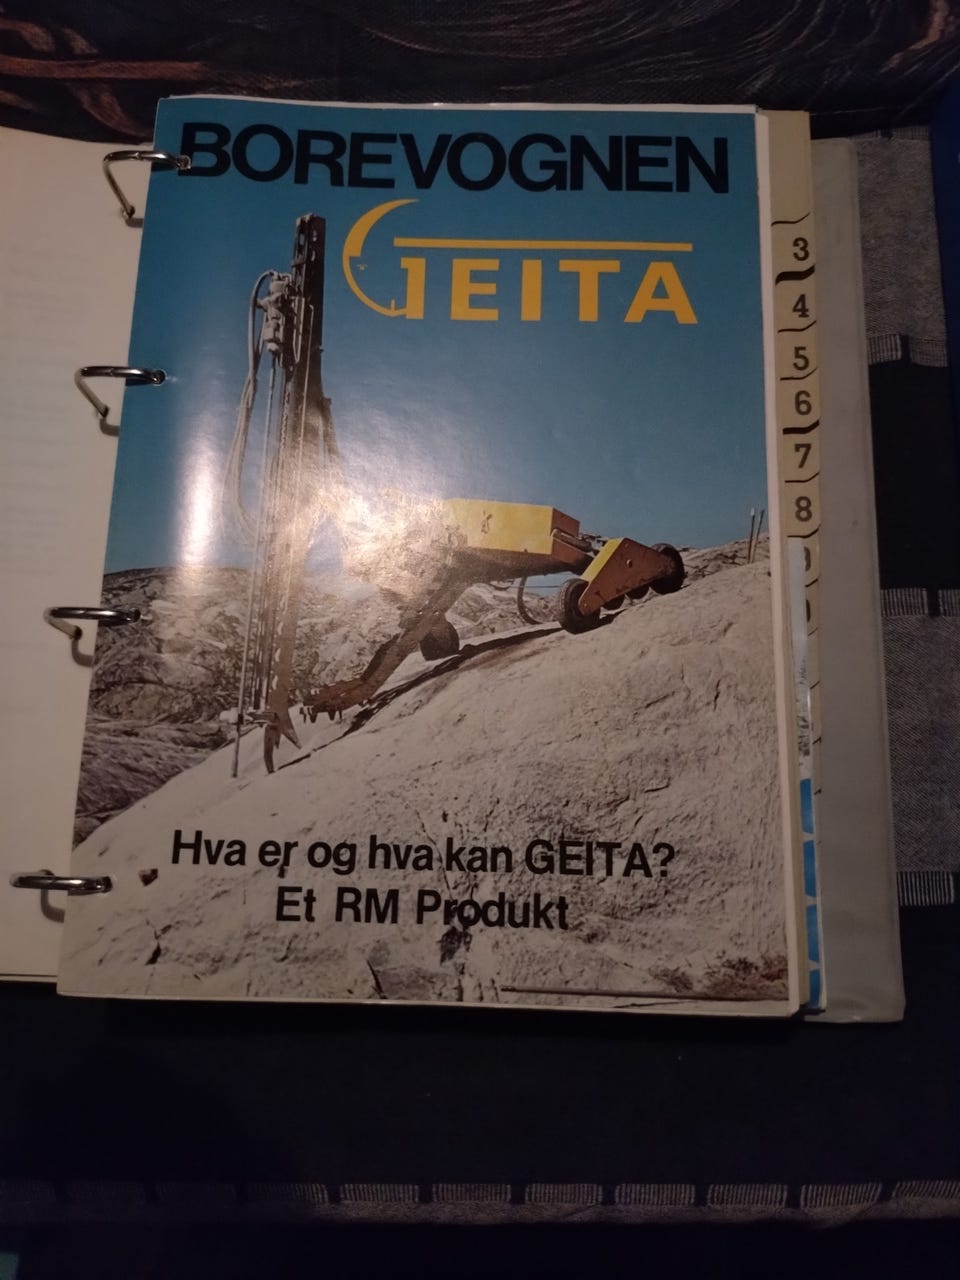 BOREVOGNEN
GEITA
Hva er og hva kan GEITA?
Et RM Produkt
3
4
5
6
7
8